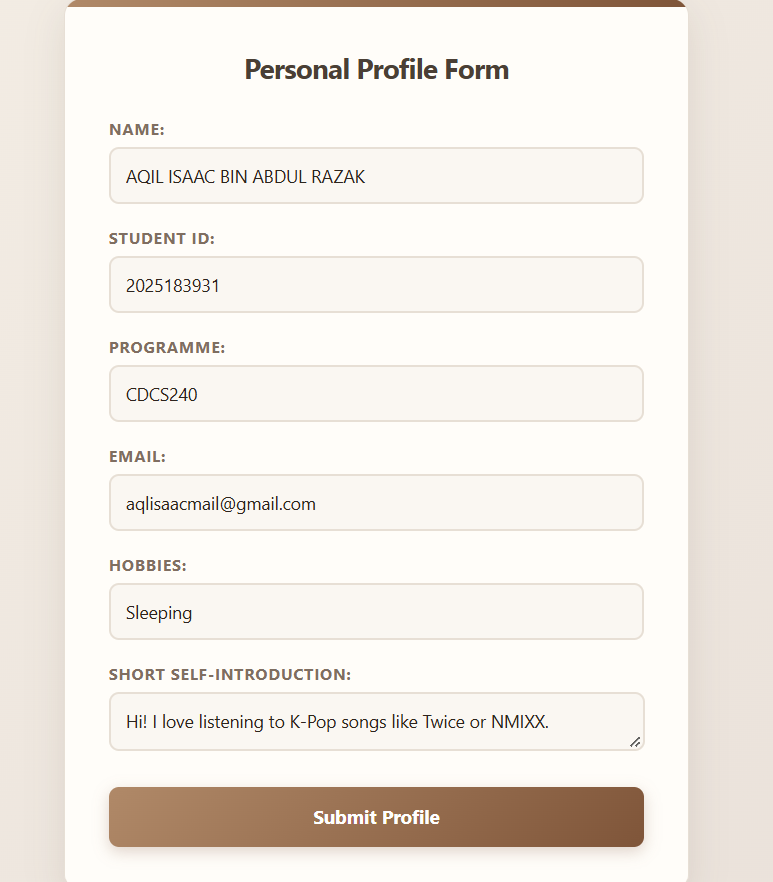 Personal Profile Form
NAME:
AQIL ISAAC BIN ABDUL RAZAK
STUDENT ID:
2025183931
PROGRAMME:
CDCS240
EMAIL:
aqlisaacmail@gmail.com
HOBBIES:
Sleeping
SHORT SELF-INTRODUCTION:
Hi! I love listening to K-Pop songs like Twice or NMIXX.
Submit Profile